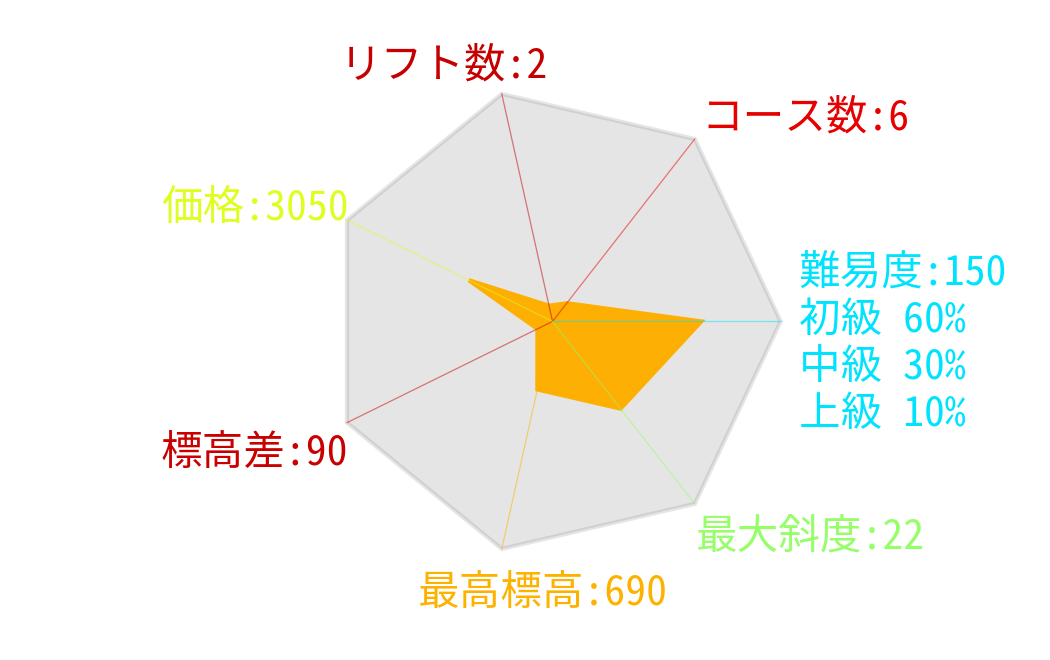 リフト数:2
コース数:6
価格:3050
難易度:150
初級 60%
中級 30%
上級 10%
標高差:90
最大斜度:22
最高標高:690